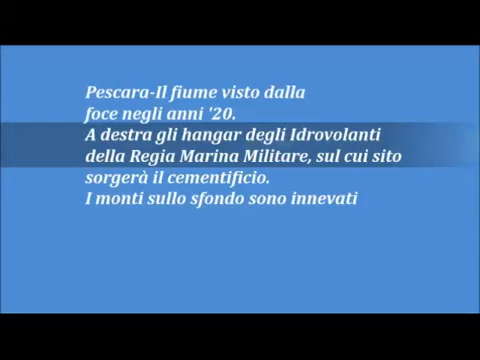 Pescara-Il fiume visto dalla
foce negli anni '20.
A destra gli hangar degli Idrovolanti
della Regia Marina Militare, sul cui sito
sorgerà il cementificio.
I monti sullo sfondo sono innevati